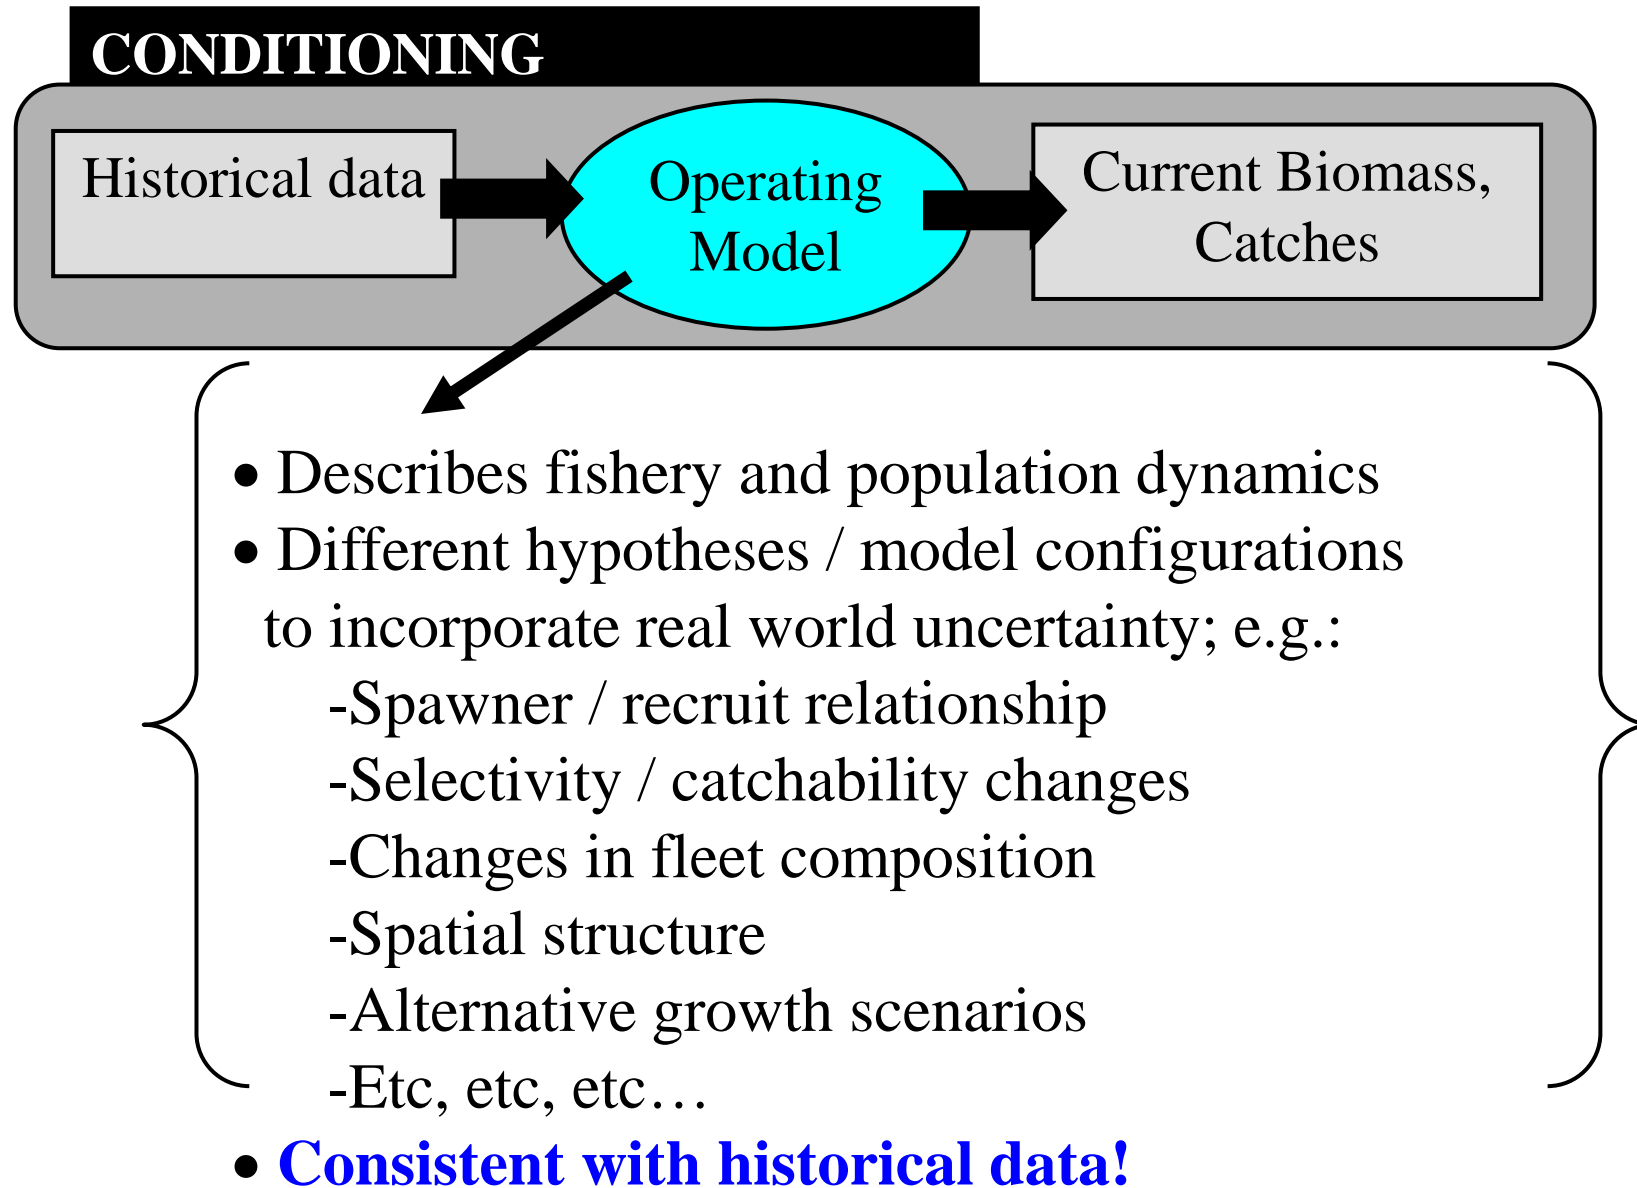 CONDITIONING
Historical data
Operating
Model
Current Biomass,
Catches
• Describes fishery and population dynamics
• Different hypotheses / model configurations
to incorporate real world uncertainty; e.g.:
-Spawner / recruit relationship
-Selectivity / catchability changes
-Changes in fleet composition
-Spatial structure
-Alternative growth scenarios
-Etc, etc, etc…
• Consistent with historical data!